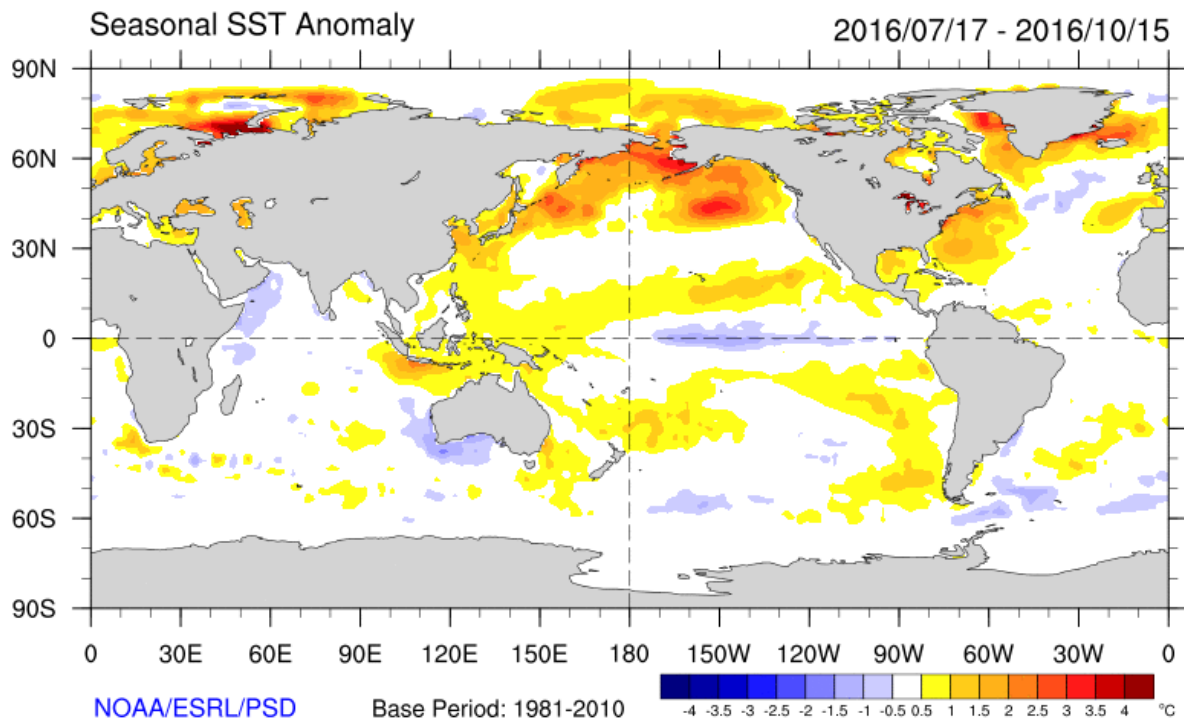 Seasonal SST Anomaly 2016/07/17 - 2016/10/15
90N
60N
30N
0
30S
60S
90S
0 30E 60E 90E 120E 150E 180 150W 120W 90W 60W 30W 0
-4 -3.5 -3 -2.5 -2 -1.5 -1 -0.5 0.5 1 1.5 2 2.5 3 3.5 4 °C
NOAA/ESRL/PSD Base Period: 1981-2010